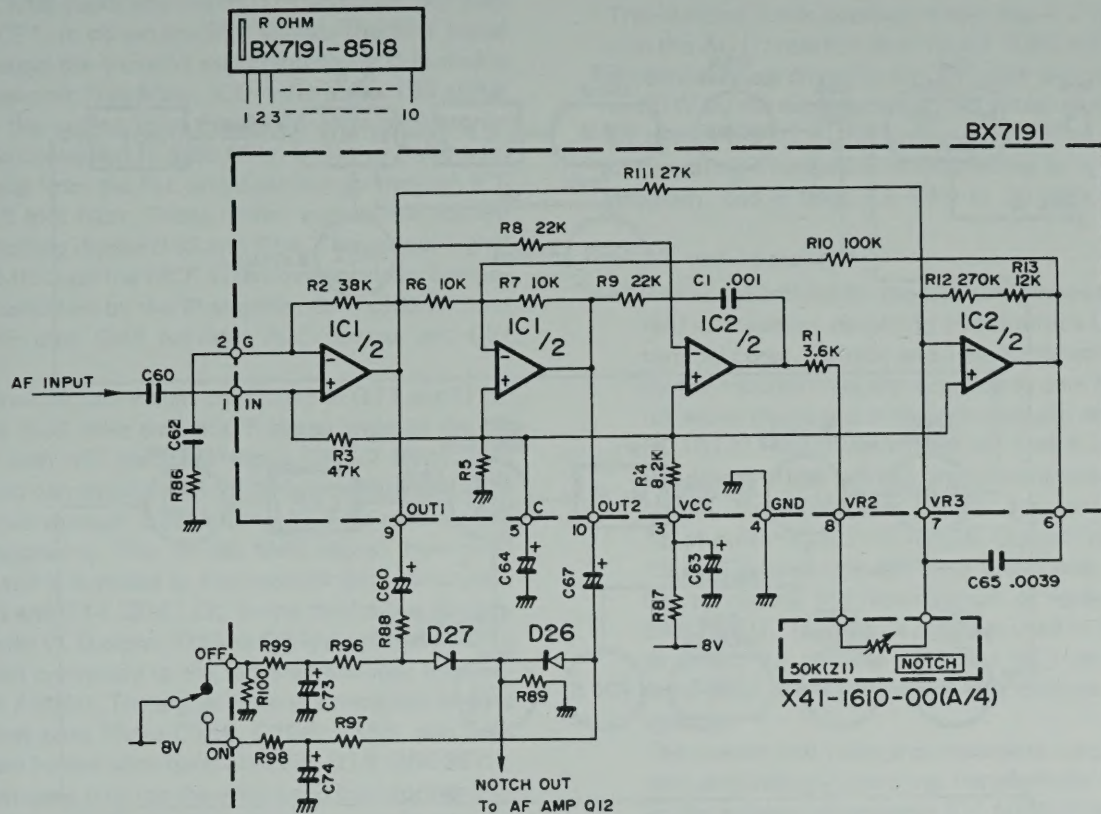 R OHM
BX7191-8518
1 2 3 10
BX7191
R111 27K
R8 22K
R10 100K
R2 38K
R6 10K
R7 10K
R9 22K
C1 .001
R12 270K
R13 12K
IC1/2
IC1/2
IC2/2
IC2/2
R1 3.6K
2 G
AF INPUT
C60
1 IN
C62
R86
R3 47K
R5
R4 8.2K
OUT1
C
OUT2
VCC
GND
VR2
VR3
9
5
10
3
4
8
7
6
C60
C64
C67
C63
R87
8V
C65 .0039
R88
D27
D26
R89
50K(Z1)
NOTCH
X41-1610-00(A/4)
OFF
R99
R96
R100
C73
8V
ON
R98
R97
C74
NOTCH OUT
To AF AMP Q12